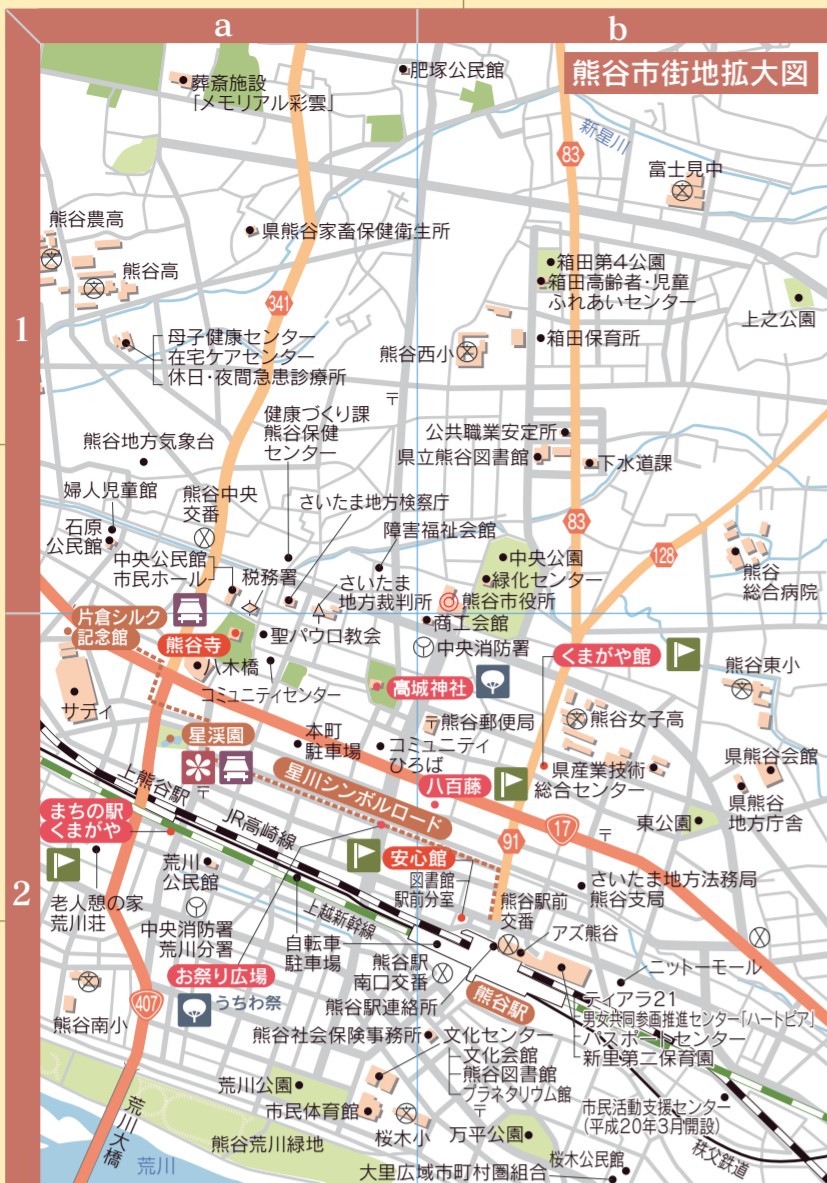 a
b
熊谷市街地拡大図
葬斎施設
「メモリアル彩雲」
肥塚公民館
新星川
83
富士見中
熊谷農高
熊谷高
県熊谷家畜保健衛生所
箱田第4公園
箱田高齢者・児童
ふれあいセンター
上之公園
341
1
母子健康センター
在宅ケアセンター
休日・夜間急患診療所
熊谷西小
箱田保育所
健康づくり課
熊谷保健
センター
公共職業安定所
県立熊谷図書館
下水道課
熊谷地方気象台
婦人児童館
石原
公民館
熊谷中央
交番
さいたま地方検察庁
障害福祉会館
83
128
中央公民館
市民ホール
税務署
さいたま
地方裁判所
中央公園
緑化センター
熊谷市役所
熊谷
総合病院
片倉シルク
記念館
熊谷寺
聖パウロ教会
商工会館
中央消防署
くまがや館
八木橋
コミュニティセンター
高城神社
熊谷東小
サティ
星渓園
本町
駐車場
コミュニティ
ひろば
熊谷郵便局
熊谷女子高
県産業技術
総合センター
県熊谷会館
県熊谷
地方庁舎
上熊谷駅
JR高崎線
星川シンボルロード
八百藤
17
91
東公園
まちの駅
くまがや
安心館
図書館
駅前分室
2
老人憩の家
荒川荘
荒川
公民館
中央消防署
荒川分署
上越新幹線
自転車
駐車場
熊谷駅前
交番
さいたま地方法務局
熊谷支局
アズ熊谷
お祭り広場
うちわ祭
熊谷駅
南口交番
熊谷駅連絡所
熊谷駅
ニットーモール
407
熊谷南小
ティアラ21
男女共同参画推進センター「ハートピア」
パスポートセンター
新里第二保育園
熊谷社会保険事務所
文化センター
文化会館
熊谷図書館
プラネタリウム館
荒川公園
市民体育館
桜木小
万平公園
市民活動支援センター
(平成20年3月開設)
荒川大橋
荒川
熊谷荒川緑地
大里広域市町村圏組合
桜木公民館
秩父鉄道